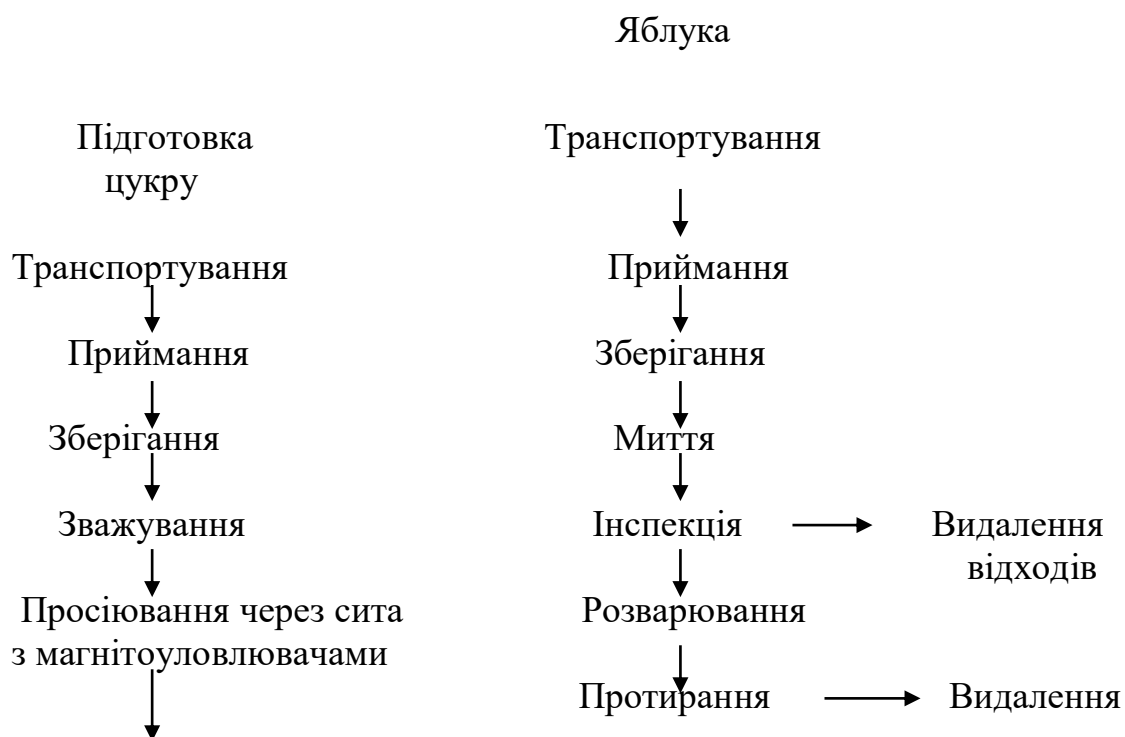 Яблука
Підготовка
цукру
Транспортування
Приймання
Зберігання
Зважування
Просіювання через сита
з магнітоуловлювачами
Транспортування
Приймання
Зберігання
Миття
Інспекція
Видалення
відходів
Розварювання
Протирання
Видалення